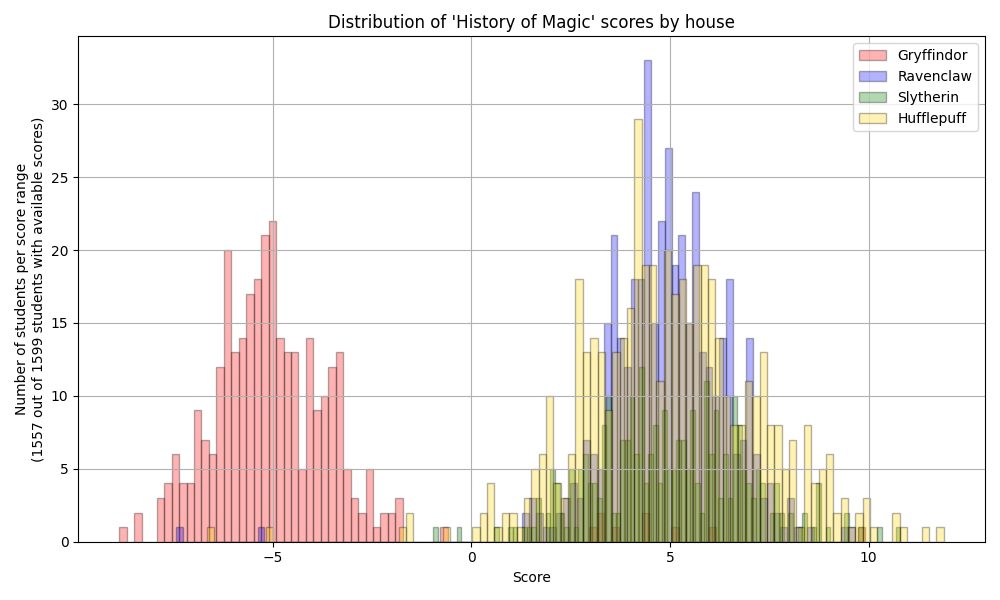 Distribution of 'History of Magic' scores by house
Number of students per score range
(1557 out of 1599 students with available scores)
30
25
20
15
10
5
0
−5
0
5
10
Score
Gryffindor
Ravenclaw
Slytherin
Hufflepuff